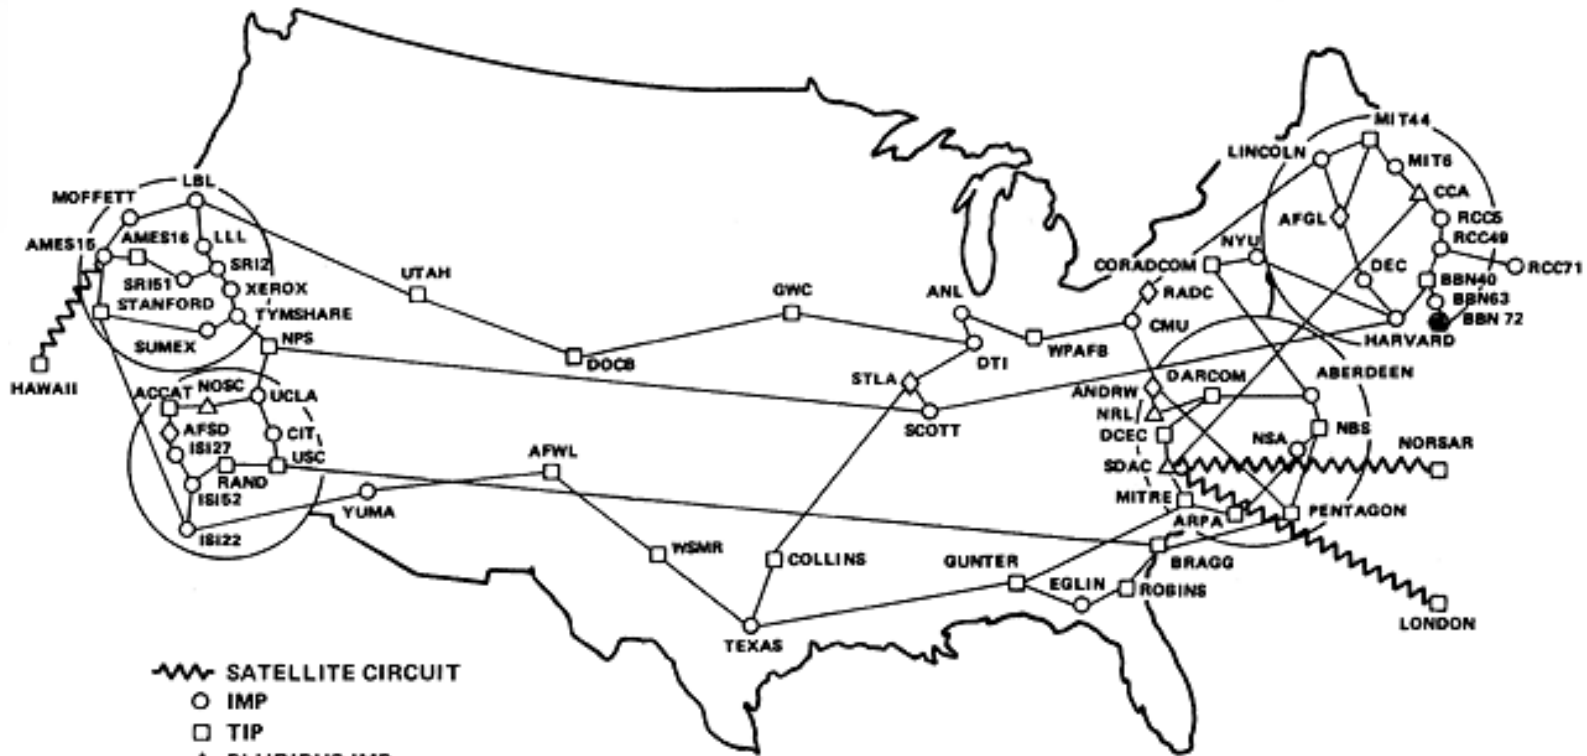 MIT44
LINCOLN
MIT6
LBL
CCA
MOFFETT
AFGL
RCC5
AMES15
AMES16
LLL
NYU
RCC49
SRI2
CORADCOM
DEC
RCC71
UTAH
SRI51
XEROX
GWC
ANL
RADC
BBN40
STANFORD
BBN63
TYMSHARE
CMU
BBN 72
SUMEX
NPS
HARVARD
DOCB
DTI
WPAFB
HAWAII
STLA
DARCOM
ABERDEEN
ACCAT
NOSC
UCLA
ANDRW
NRL
AFSD
CIT
SCOTT
DCEC
NSA
NBS
NORSAR
ISI27
AFWL
USC
SDAC
RAND
ISI52
MITRE
YUMA
ARPA
PENTAGON
ISI22
WSMR
COLLINS
GUNTER
BRAGG
EGLIN
ROBINS
LONDON
TEXAS
SATELLITE CIRCUIT
IMP
TIP